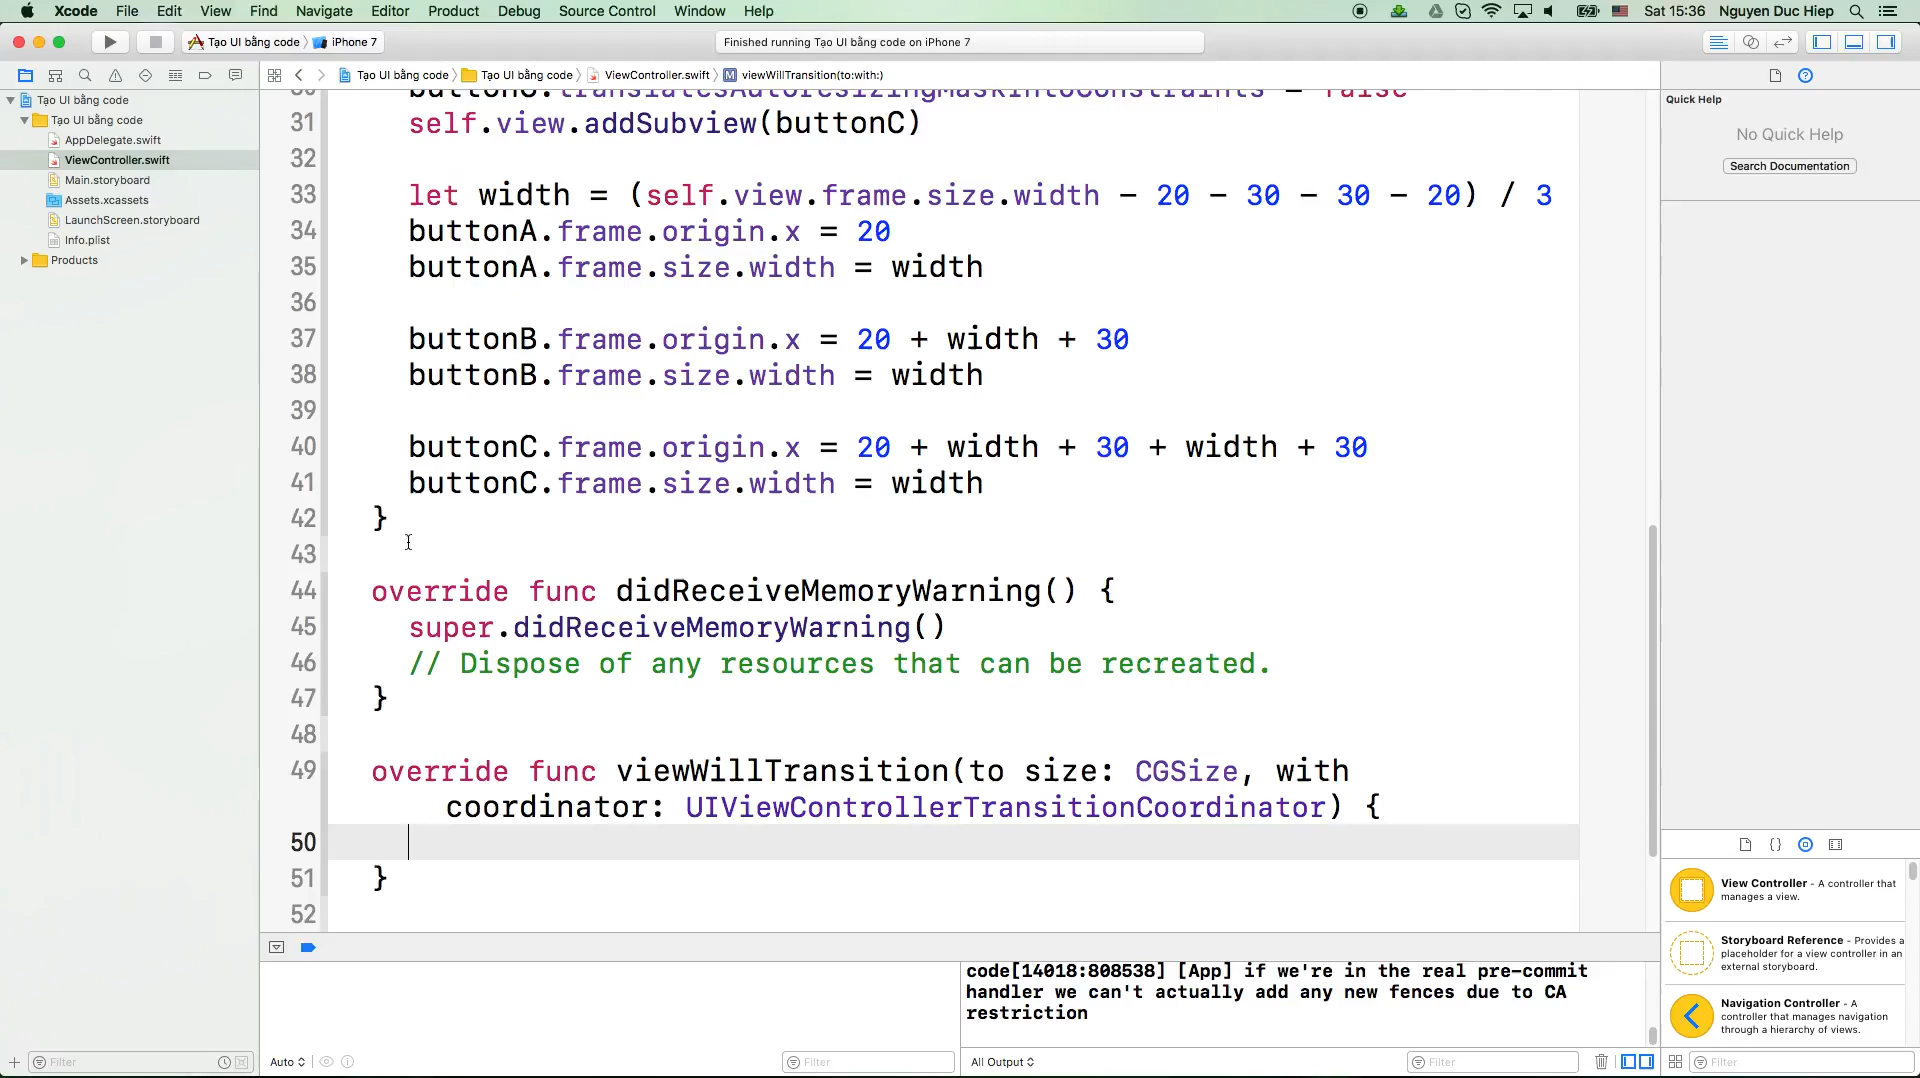 Xcode File Edit View Find Navigate Editor Product Debug Source Control Window Help
Sat 15:36 Nguyen Duc Hiep
Tạo UI bằng code iPhone 7
Finished running Tạo UI bằng code on iPhone 7
Tạo UI bằng code Tạo UI bằng code ViewController.swift M viewWillTransition(to:with:)
Tạo UI bằng code
Tạo UI bằng code
AppDelegate.swift
ViewController.swift
Main.storyboard
Assets.xcassets
LaunchScreen.storyboard
Info.plist
Products
30 buttonC.translatesAutoresizingMaskIntoConstraints = false
31 self.view.addSubview(buttonC)
32
33 let width = (self.view.frame.size.width - 20 - 30 - 30 - 20) / 3
34 buttonA.frame.origin.x = 20
35 buttonA.frame.size.width = width
36
37 buttonB.frame.origin.x = 20 + width + 30
38 buttonB.frame.size.width = width
39
40 buttonC.frame.origin.x = 20 + width + 30 + width + 30
41 buttonC.frame.size.width = width
42 }
43
44 override func didReceiveMemoryWarning() {
45 super.didReceiveMemoryWarning()
46 // Dispose of any resources that can be recreated.
47 }
48
49 override func viewWillTransition(to size: CGSize, with
coordinator: UIViewControllerTransitionCoordinator) {
50
51 }
52
code[14018:808538] [App] if we're in the real pre-commit
handler we can't actually add any new fences due to CA
restriction
Filter
Auto
Filter
All Output
Filter
Filter
Quick Help
No Quick Help
Search Documentation
View Controller - A controller that
manages a view.
Storyboard Reference - Provides a
placeholder for a view controller in an
external storyboard.
Navigation Controller - A
controller that manages navigation
through a hierarchy of views.